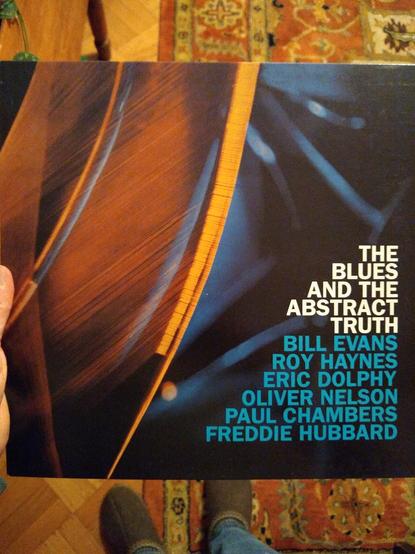 THE
BLUES
AND THE
ABSTRACT
TRUTH
BILL EVANS
ROY HAYNES
ERIC DOLPHY
OLIVER NELSON
PAUL CHAMBERS
FREDDIE HUBBARD